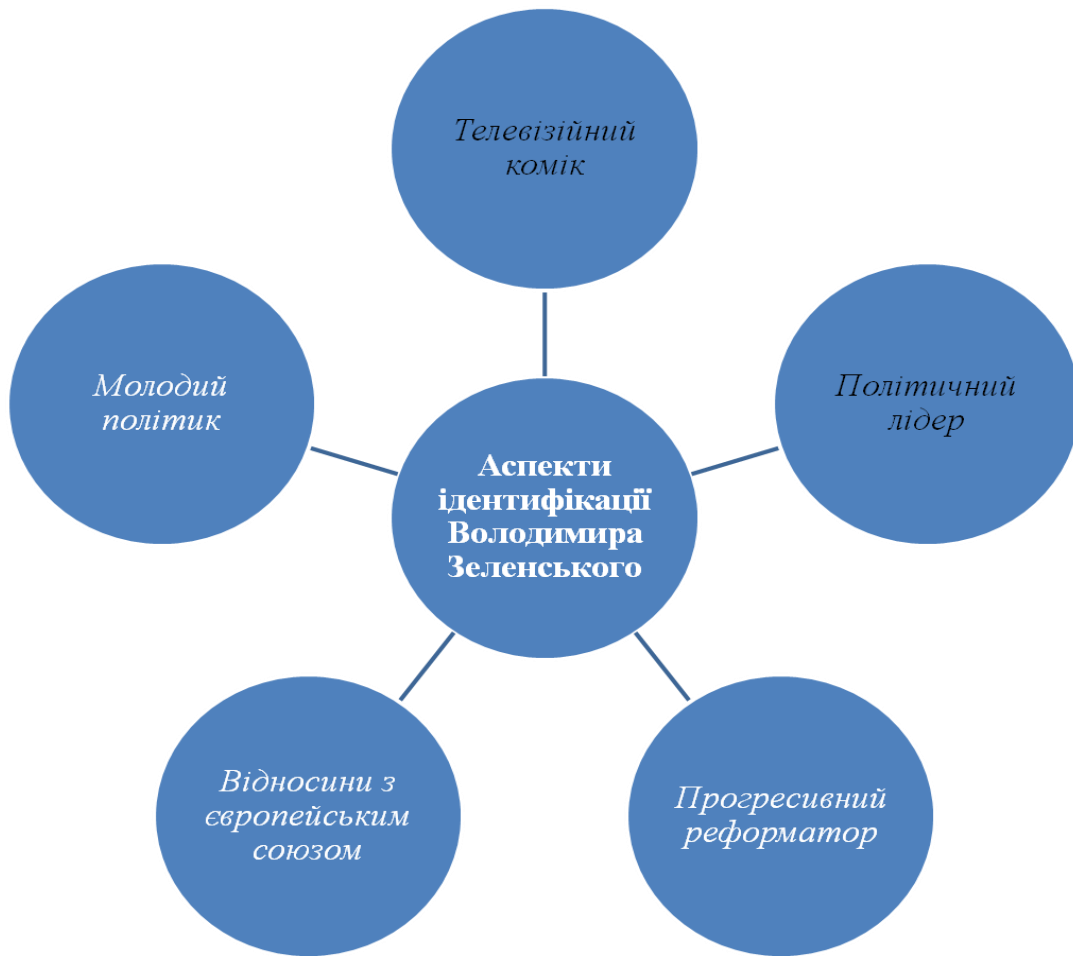 Телевізійний
комік
Молодий
політик
Політичний
лідер
Аспекти
ідентифікації
Володимира
Зеленського
Відносини з
європейським
союзом
Прогресивний
реформатор